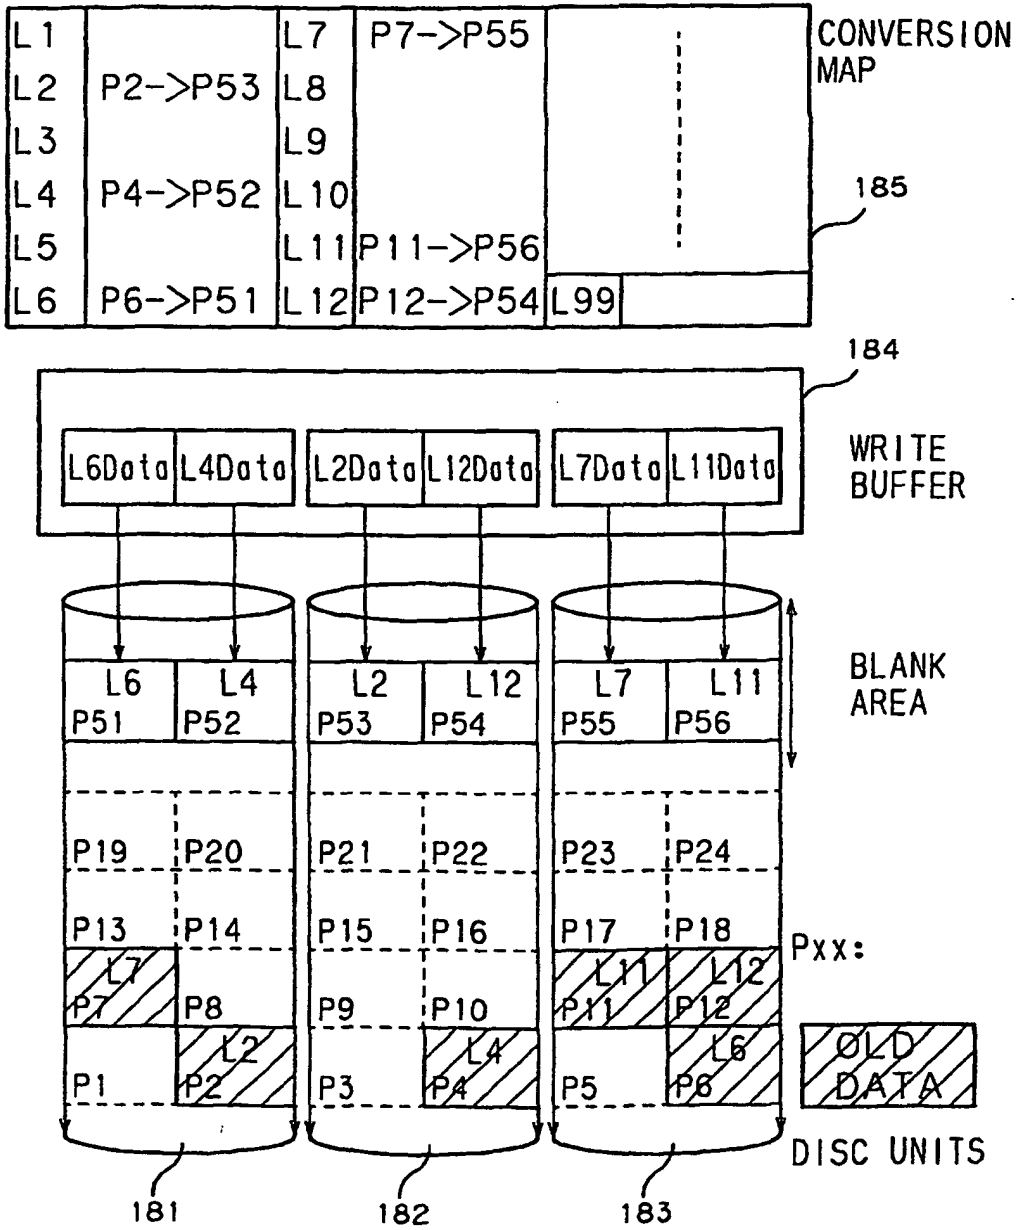 L1 L7 P7->P55 CONVERSION
L2 P2->P53 L8 MAP
L3 L9
L4 P4->P52 L10 185
L5 L11 P11->P56
L6 P6->P51 L12 P12->P54 L99
184
L6Data L4Data L2Data L12Data L7Data L11Data WRITE
BUFFER
L6 L4 L2 L12 L7 L11 BLANK
P51 P52 P53 P54 P55 P56 AREA
P19 P20 P21 P22 P23 P24
P13 P14 P15 P16 P17 P18
Pxx:
L7 L11 L12
P7 P8 P9 P10 P11 P12
L2 L4 L6 OLD
P1 P2 P3 P4 P5 P6 DATA
DISC UNITS
181 182 183